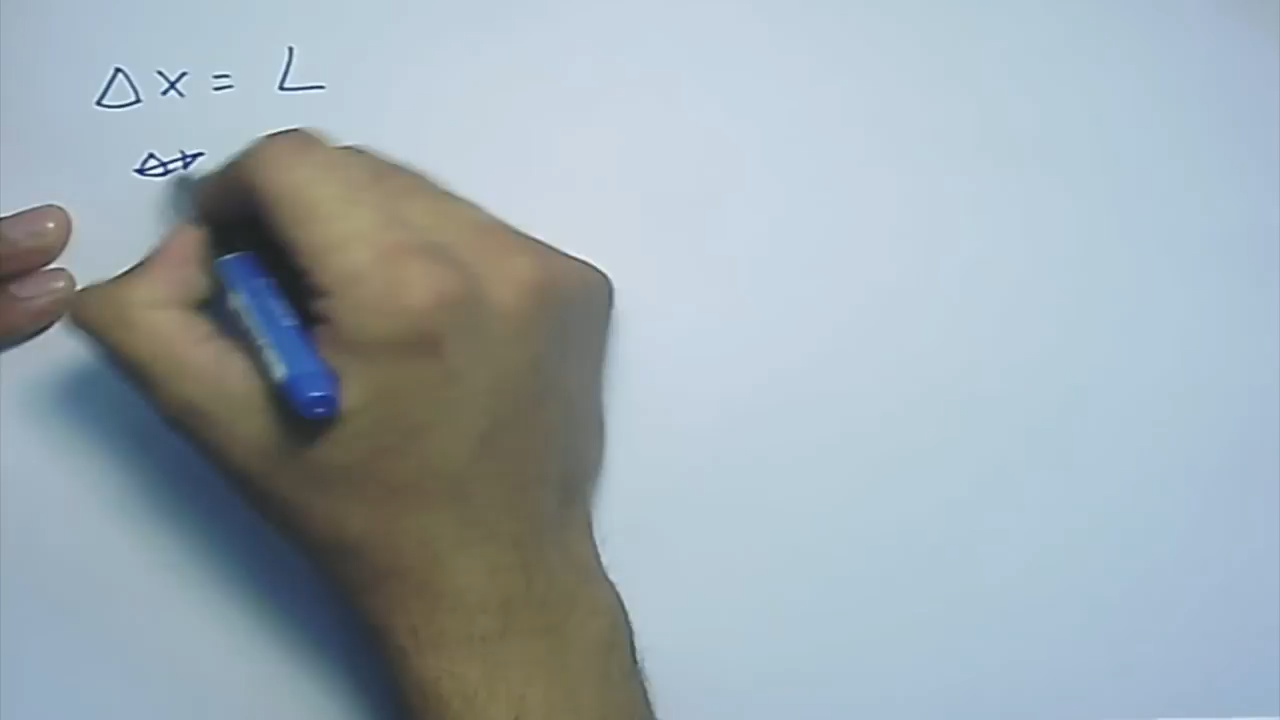 Δx = L